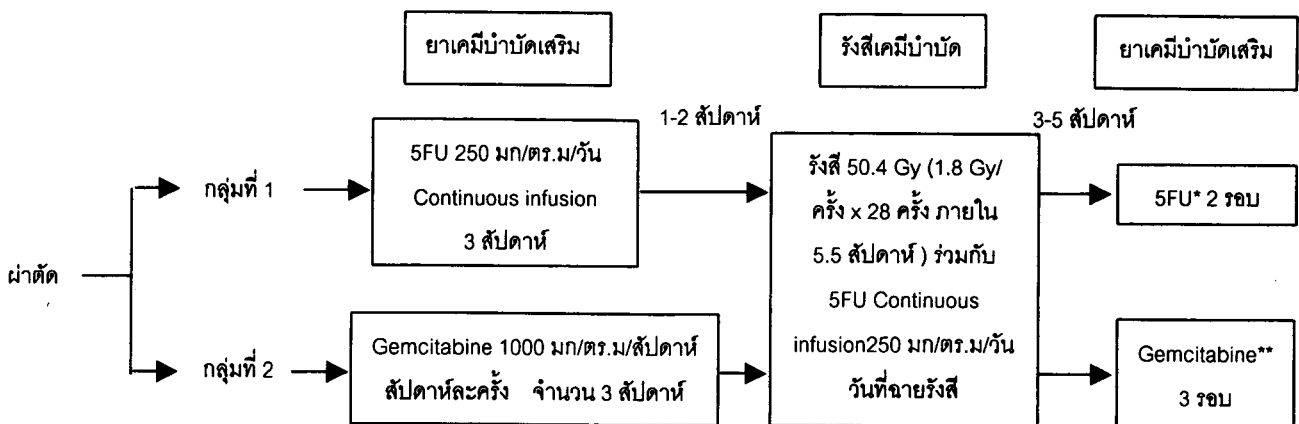 ยาเคมีบำบัดเสริม
รังสีเคมีบำบัด
ยาเคมีบำบัดเสริม
1-2 สัปดาห์
3-5 สัปดาห์
ผ่าตัด
กลุ่มที่ 1
5FU 250 มก/ตร.ม/วัน
Continuous infusion
3 สัปดาห์
กลุ่มที่ 2
Gemcitabine 1000 มก/ตร.ม/สัปดาห์
สัปดาห์ละครั้ง จำนวน 3 สัปดาห์
รังสี 50.4 Gy (1.8 Gy/
ครั้ง x 28 ครั้ง ภายใน
5.5 สัปดาห์ ) ร่วมกับ
5FU Continuous
infusion250 มก/ตร.ม/วัน
วันที่ฉายรังสี
5FU* 2 รอบ
Gemcitabine**
3 รอบ